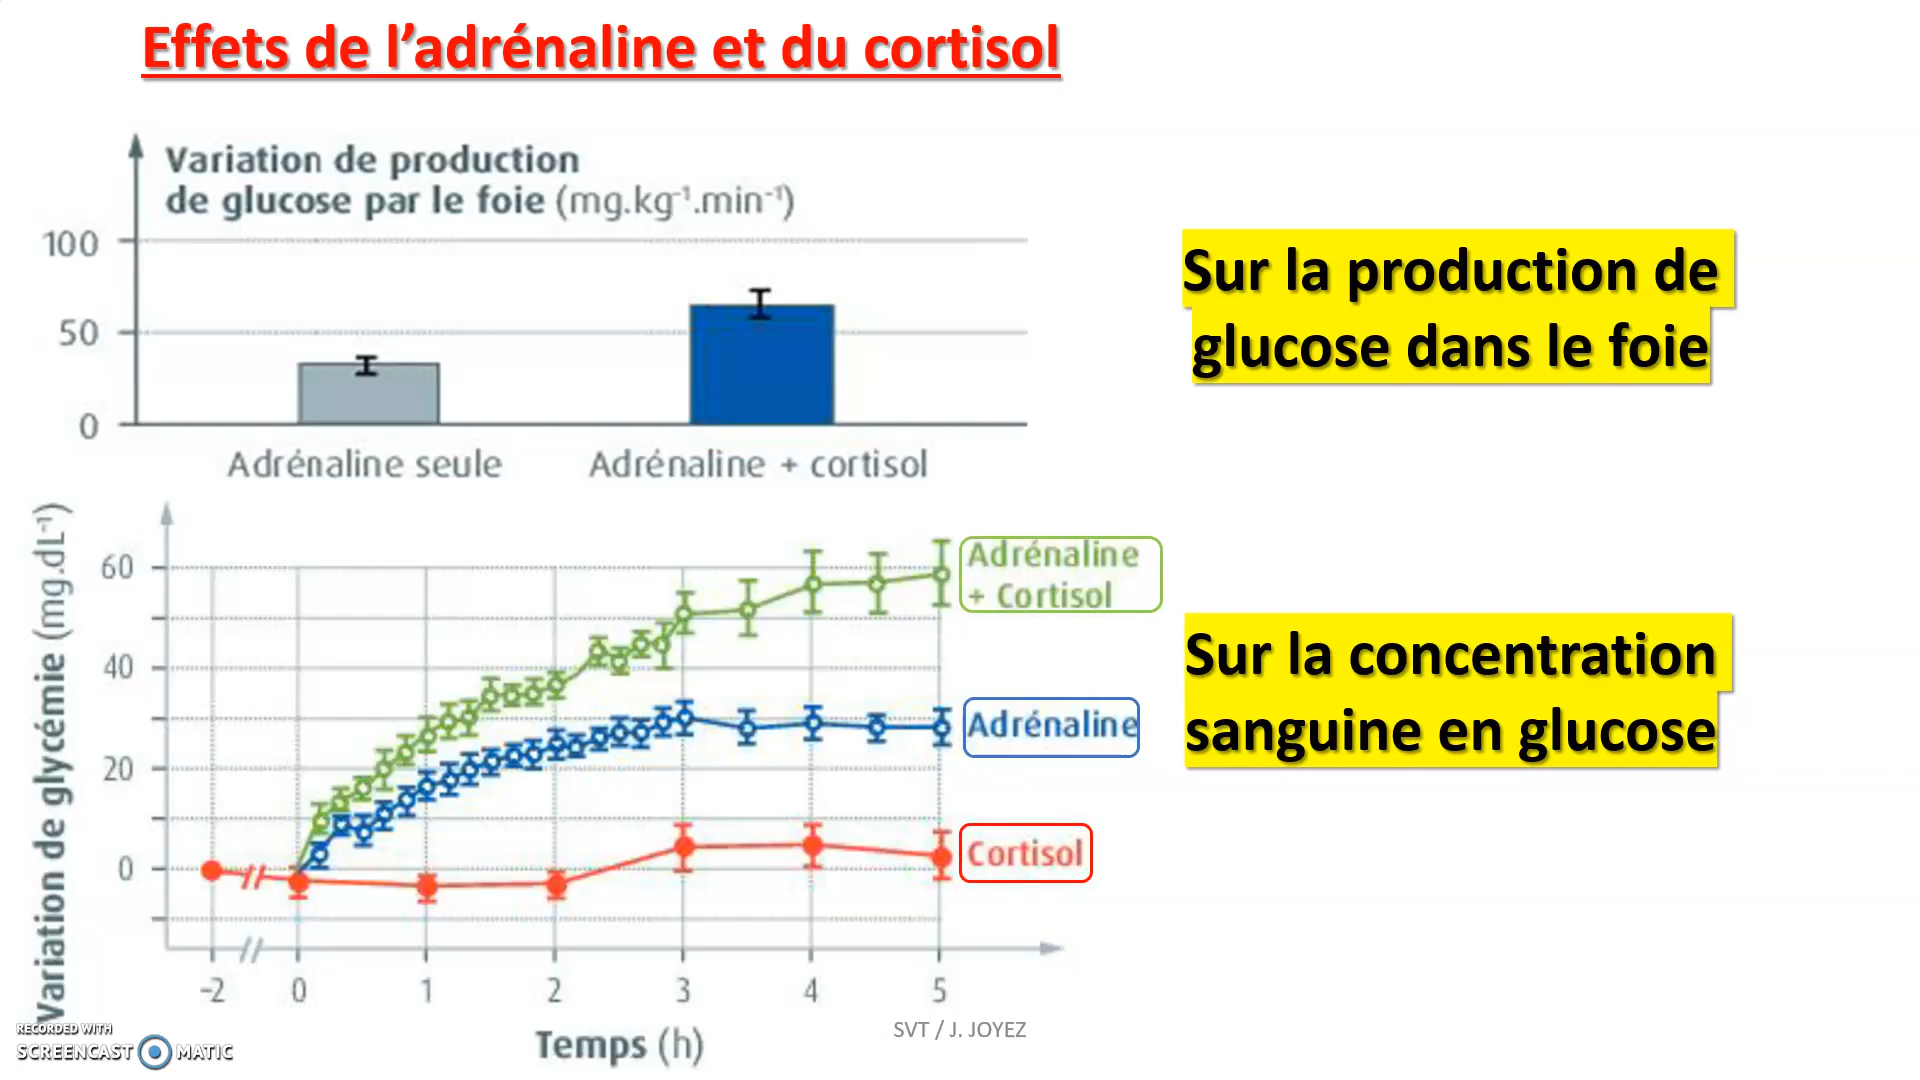 Effets de l’adrénaline et du cortisol
Variation de production
de glucose par le foie (mg.kg⁻¹.min⁻¹)
100
50
0
Adrénaline seule
Adrénaline + cortisol
Sur la production de
glucose dans le foie
Variation de glycémie (mg.dL⁻¹)
60
40
20
0
Adrénaline
+ Cortisol
Adrénaline
Cortisol
Sur la concentration
sanguine en glucose
-2 0 1 2 3 4 5
Temps (h)
SVT / J. JOYEZ
RECORDED WITH
SCREENCAST MATIC